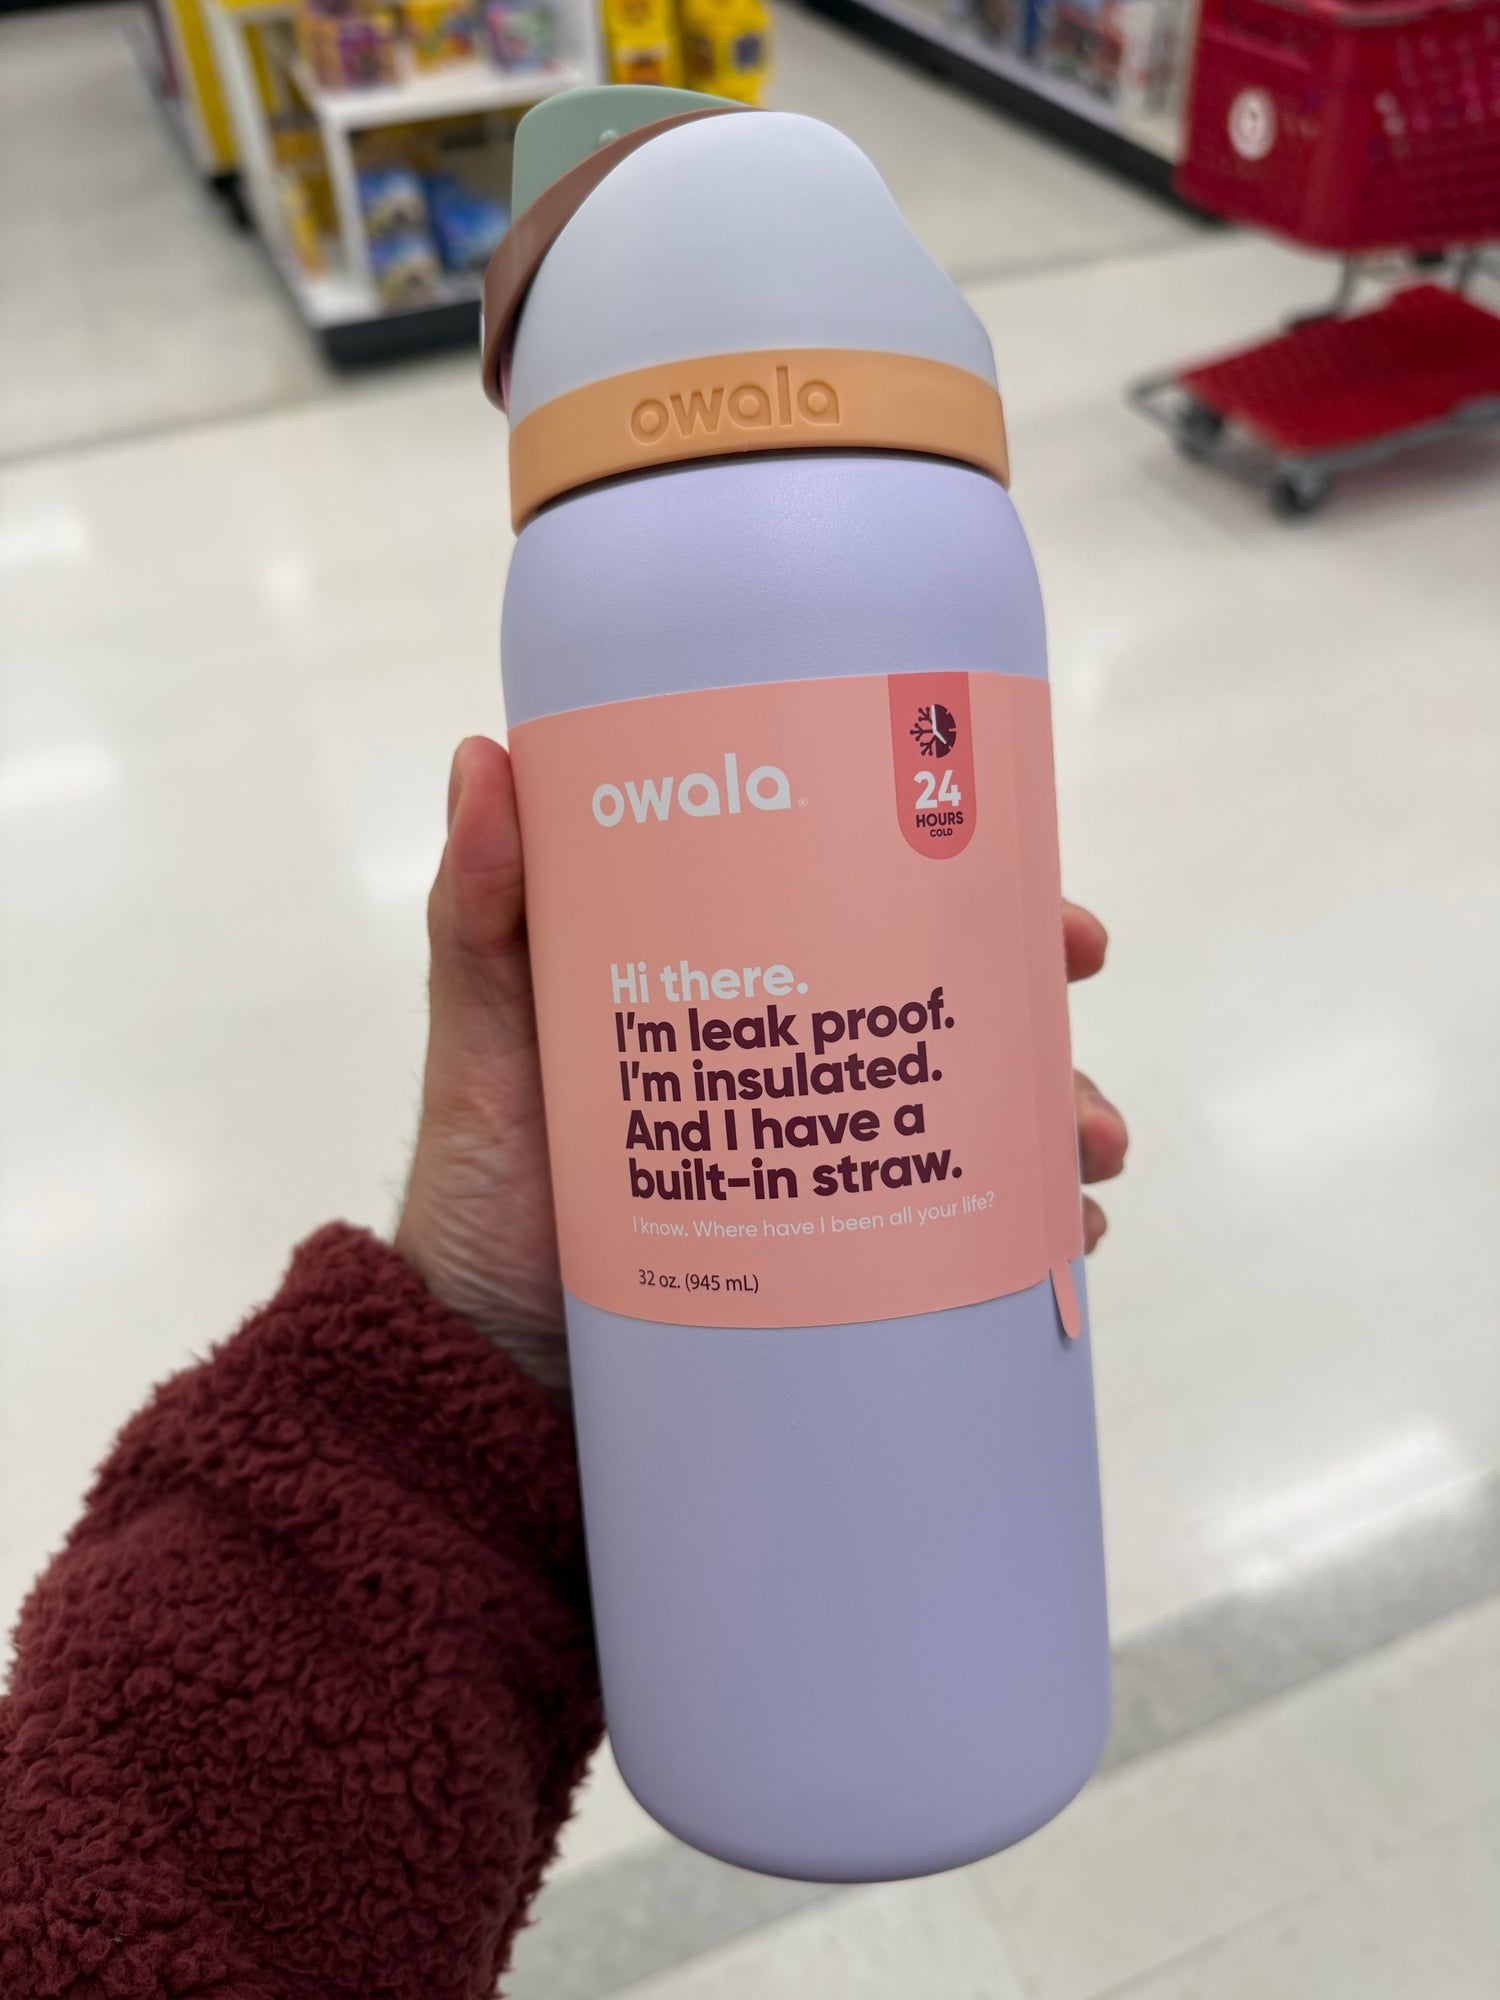 owala
owala®
24
HOURS
COLD
Hi there.
I'm leak proof.
I'm insulated.
And I have a
built-in straw.
I know. Where have I been all your life?
32 oz. (945 mL)